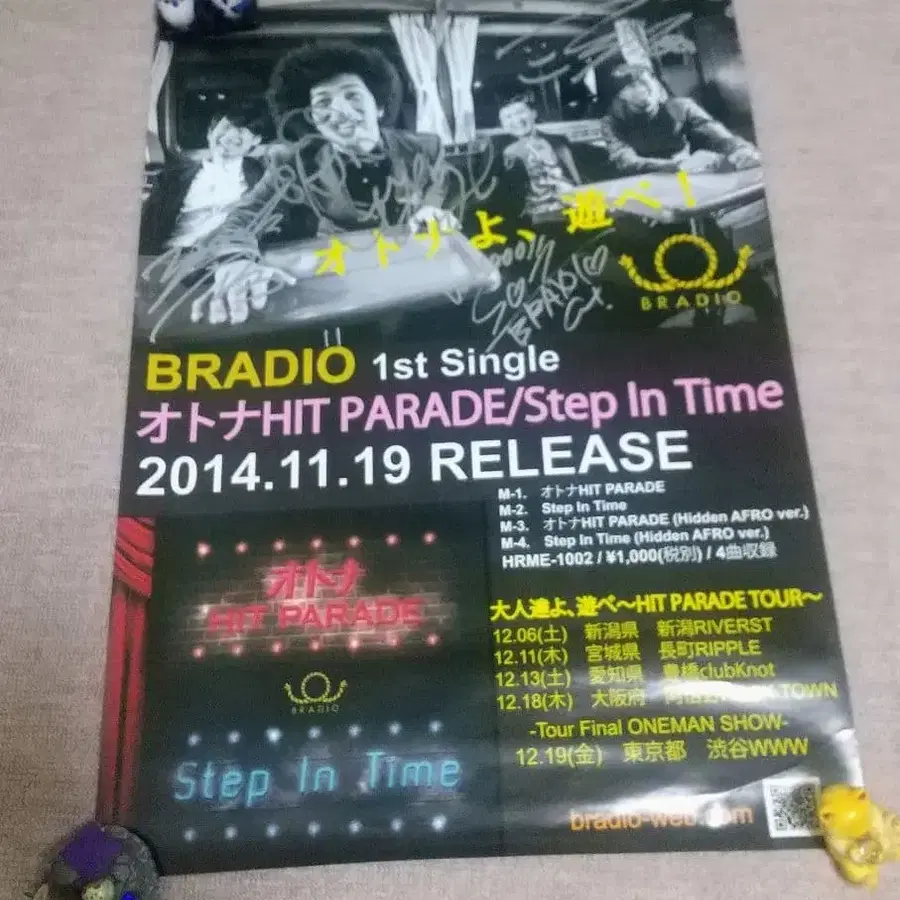 オトナよ、遊べ!
BRADIO
BRADIO
BRADIO 1st Single
オトナHIT PARADE/Step In Time
2014.11.19 RELEASE
M-1. オトナHIT PARADE
M-2. Step In Time
M-3. オトナHIT PARADE (Hidden AFRO ver.)
M-4. Step In Time (Hidden AFRO ver.)
HRME-1002 / ¥1,000(税別) / 4曲収録
オトナ
HIT PARADE
BRADIO
Step In Time
大人達よ、遊べ〜HIT PARADE TOUR〜
12.06(土) 新潟県 新潟RIVERST
12.11(木) 宮城県 長町RIPPLE
12.13(土) 愛知県 豊橋clubKnot
12.18(木) 大阪府 TOWN
-Tour Final ONEMAN SHOW-
12.19(金) 東京都 渋谷WWW
bradio-web.com